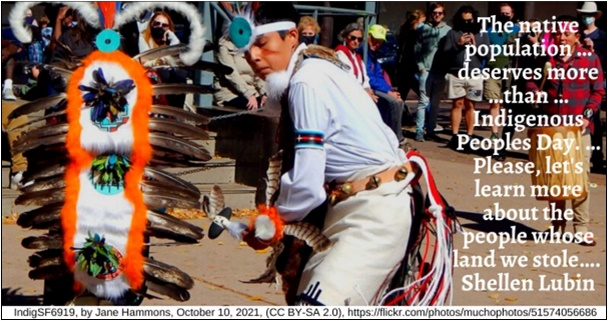 The native
population ...
deserves more
...than ...
Indigenous
Peoples Day. ...
Please, let's
learn more
about the
people whose
land we stole....
Shellen Lubin
IndigSF6919, by Jane Hammons, October 10, 2021, (CC BY-SA 2.0), https://flickr.com/photos/muchophotos/51574056686